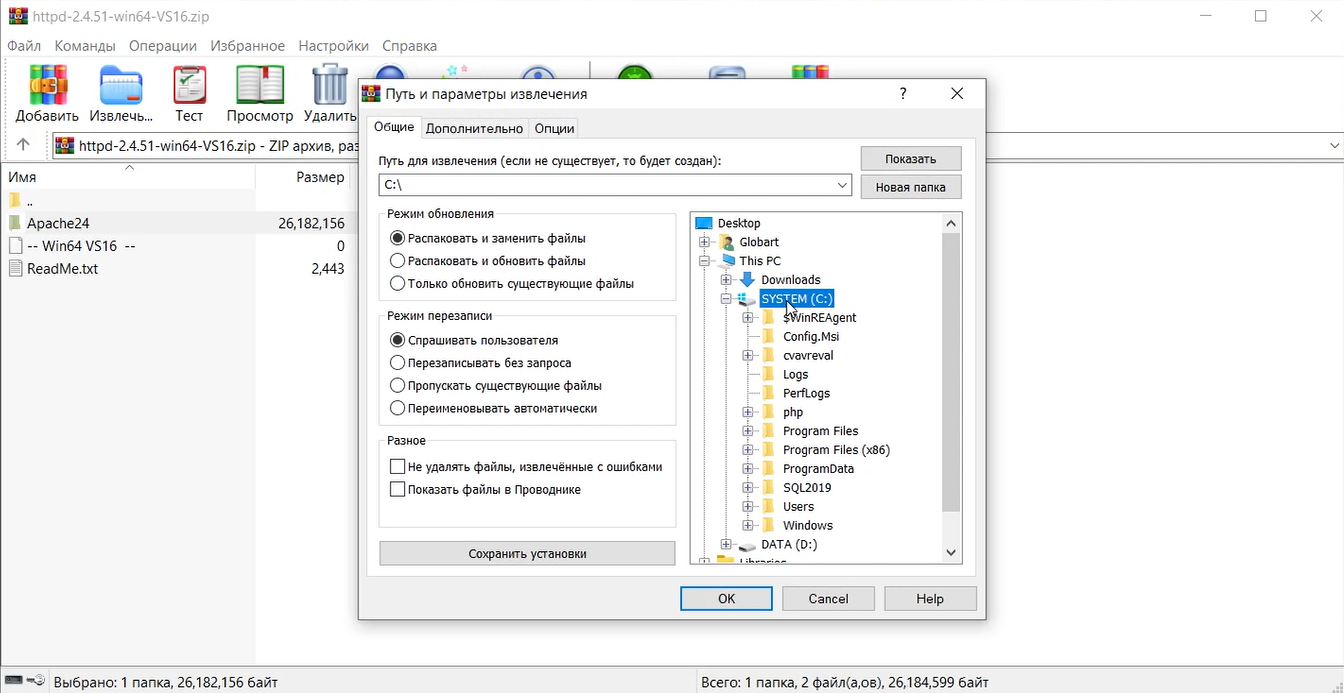 httpd-2.4.51-win64-VS16.zip
Файл Команды Операции Избранное Настройки Справка
Добавить Извлечь... Тест Просмотр Удалить
httpd-2.4.51-win64-VS16.zip - ZIP архив, раз
Имя Размер
..
Apache24 26,182,156
-- Win64 VS16 -- 0
ReadMe.txt 2,443
Путь и параметры извлечения ?
Общие Дополнительно Опции
Путь для извлечения (если не существует, то будет создан):
C:\
Показать
Новая папка
Режим обновления
Распаковать и заменить файлы
Распаковать и обновить файлы
Только обновить существующие файлы
Режим перезаписи
Спрашивать пользователя
Перезаписывать без запроса
Пропускать существующие файлы
Переименовывать автоматически
Разное
Не удалять файлы, извлечённые с ошибками
Показать файлы в Проводнике
Сохранить установки
Desktop
Globart
This PC
Downloads
SYSTEM (C:)
$WinREAgent
Config.Msi
cvavreval
Logs
PerfLogs
php
Program Files
Program Files (x86)
ProgramData
SQL2019
Users
Windows
DATA (D:)
Libraries
OK Cancel Help
Выбрано: 1 папка, 26,182,156 байт
Всего: 1 папка, 2 файл(а,ов), 26,184,599 байт